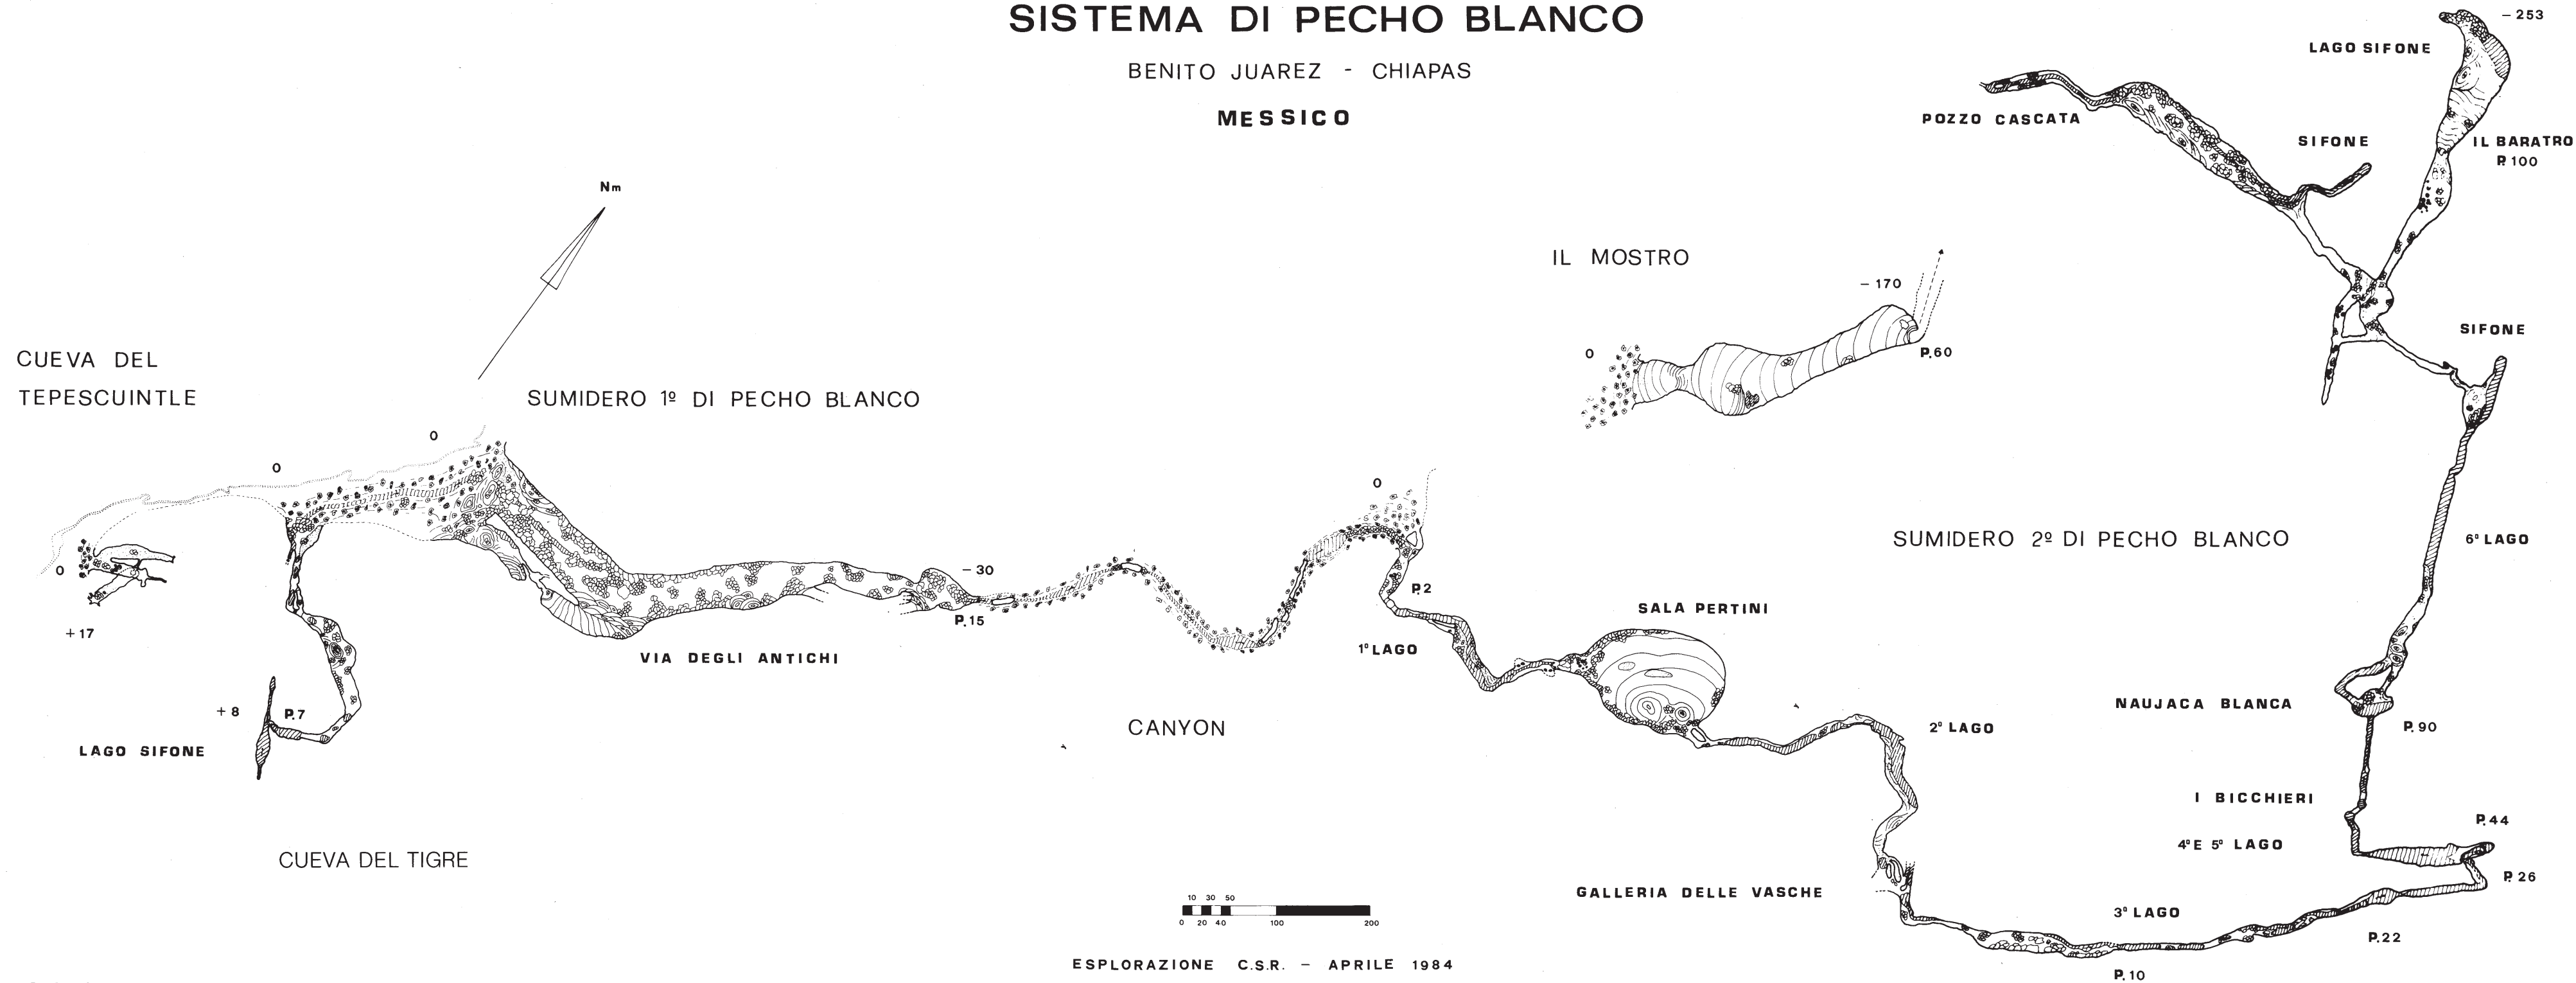 SISTEMA DI PECHO BLANCO
BENITO JUAREZ - CHIAPAS
MESSICO
- 253
LAGO SIFONE
POZZO CASCATA
SIFONE
IL BARATRO
P. 100
Nm
IL MOSTRO
- 170
0
P.60
SIFONE
CUEVA DEL
TEPESCUINTLE
SUMIDERO 1º DI PECHO BLANCO
0
0
0
+ 17
- 30
P.15
VIA DEGLI ANTICHI
0
P.2
1º LAGO
SALA PERTINI
SUMIDERO 2º DI PECHO BLANCO
6º LAGO
+ 8
P.7
LAGO SIFONE
CANYON
2º LAGO
NAUJACA BLANCA
P.90
I BICCHIERI
P.44
4º E 5º LAGO
P. 26
CUEVA DEL TIGRE
GALLERIA DELLE VASCHE
3º LAGO
P.22
P.10
10 30 50
0 20 40 100 200
ESPLORAZIONE C.S.R. - APRILE 1984